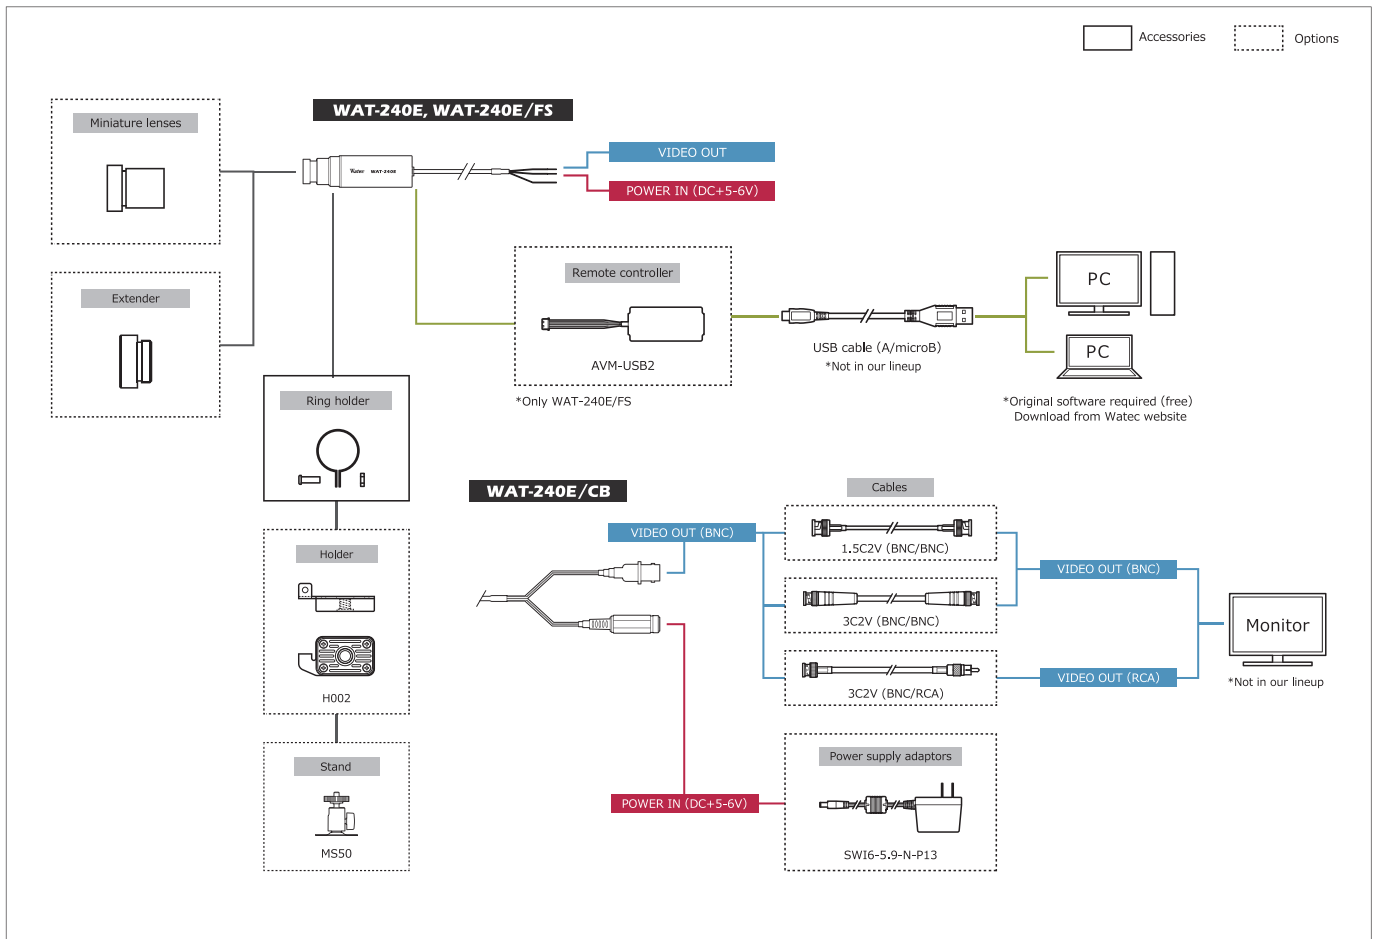 Accessories
Options
WAT-240E, WAT-240E/FS
Miniature lenses
Watec WAT-240E
VIDEO OUT
POWER IN (DC+5-6V)
Extender
Remote controller
AVM-USB2
*Only WAT-240E/FS
USB cable (A/microB)
*Not in our lineup
PC
PC
*Original software required (free)
Download from Watec website
Ring holder
WAT-240E/CB
Cables
VIDEO OUT (BNC)
1.5C2V (BNC/BNC)
3C2V (BNC/BNC)
3C2V (BNC/RCA)
VIDEO OUT (BNC)
VIDEO OUT (RCA)
Monitor
*Not in our lineup
Holder
H002
Stand
MS50
POWER IN (DC+5-6V)
Power supply adaptors
SWI6-5.9-N-P13